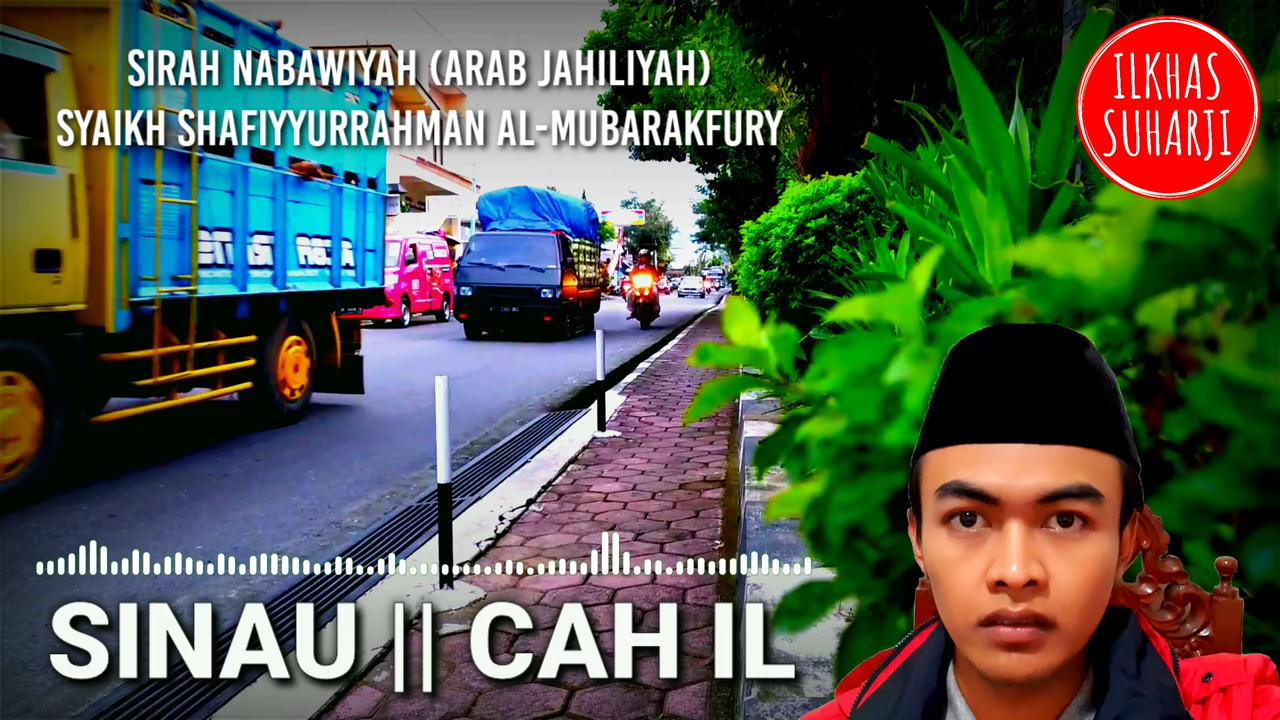 SIRAH NABAWIYAH (ARAB JAHILIYAH)
SYAIKH SHAFIYYURRAHMAN AL-MUBARAKFURY
ILKHAS
SUHARJI
SINAU || CAH IL